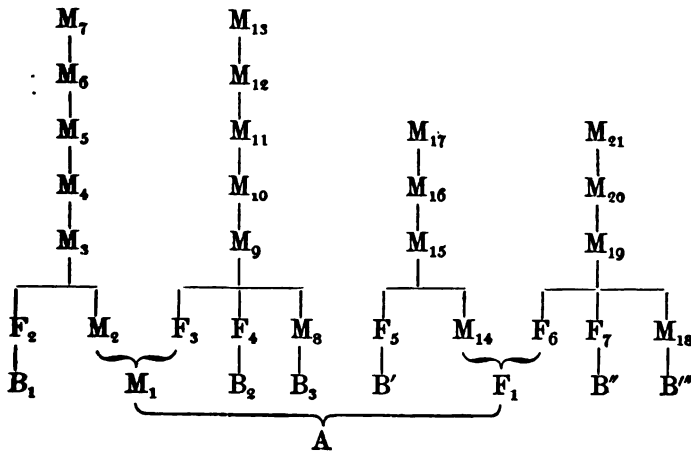 M₇ M₁₃
M₆ M₁₂
M₅ M₁₁ M₁₇ M₂₁
M₄ M₁₀ M₁₆ M₂₀
M₃ M₉ M₁₅ M₁₉
F₂ M₂ F₃ F₄ M₈ F₅ M₁₄ F₆ F₇ M₁₈
B₁ M₁ B₂ B₃ B′ F₁ B″ B‴
A